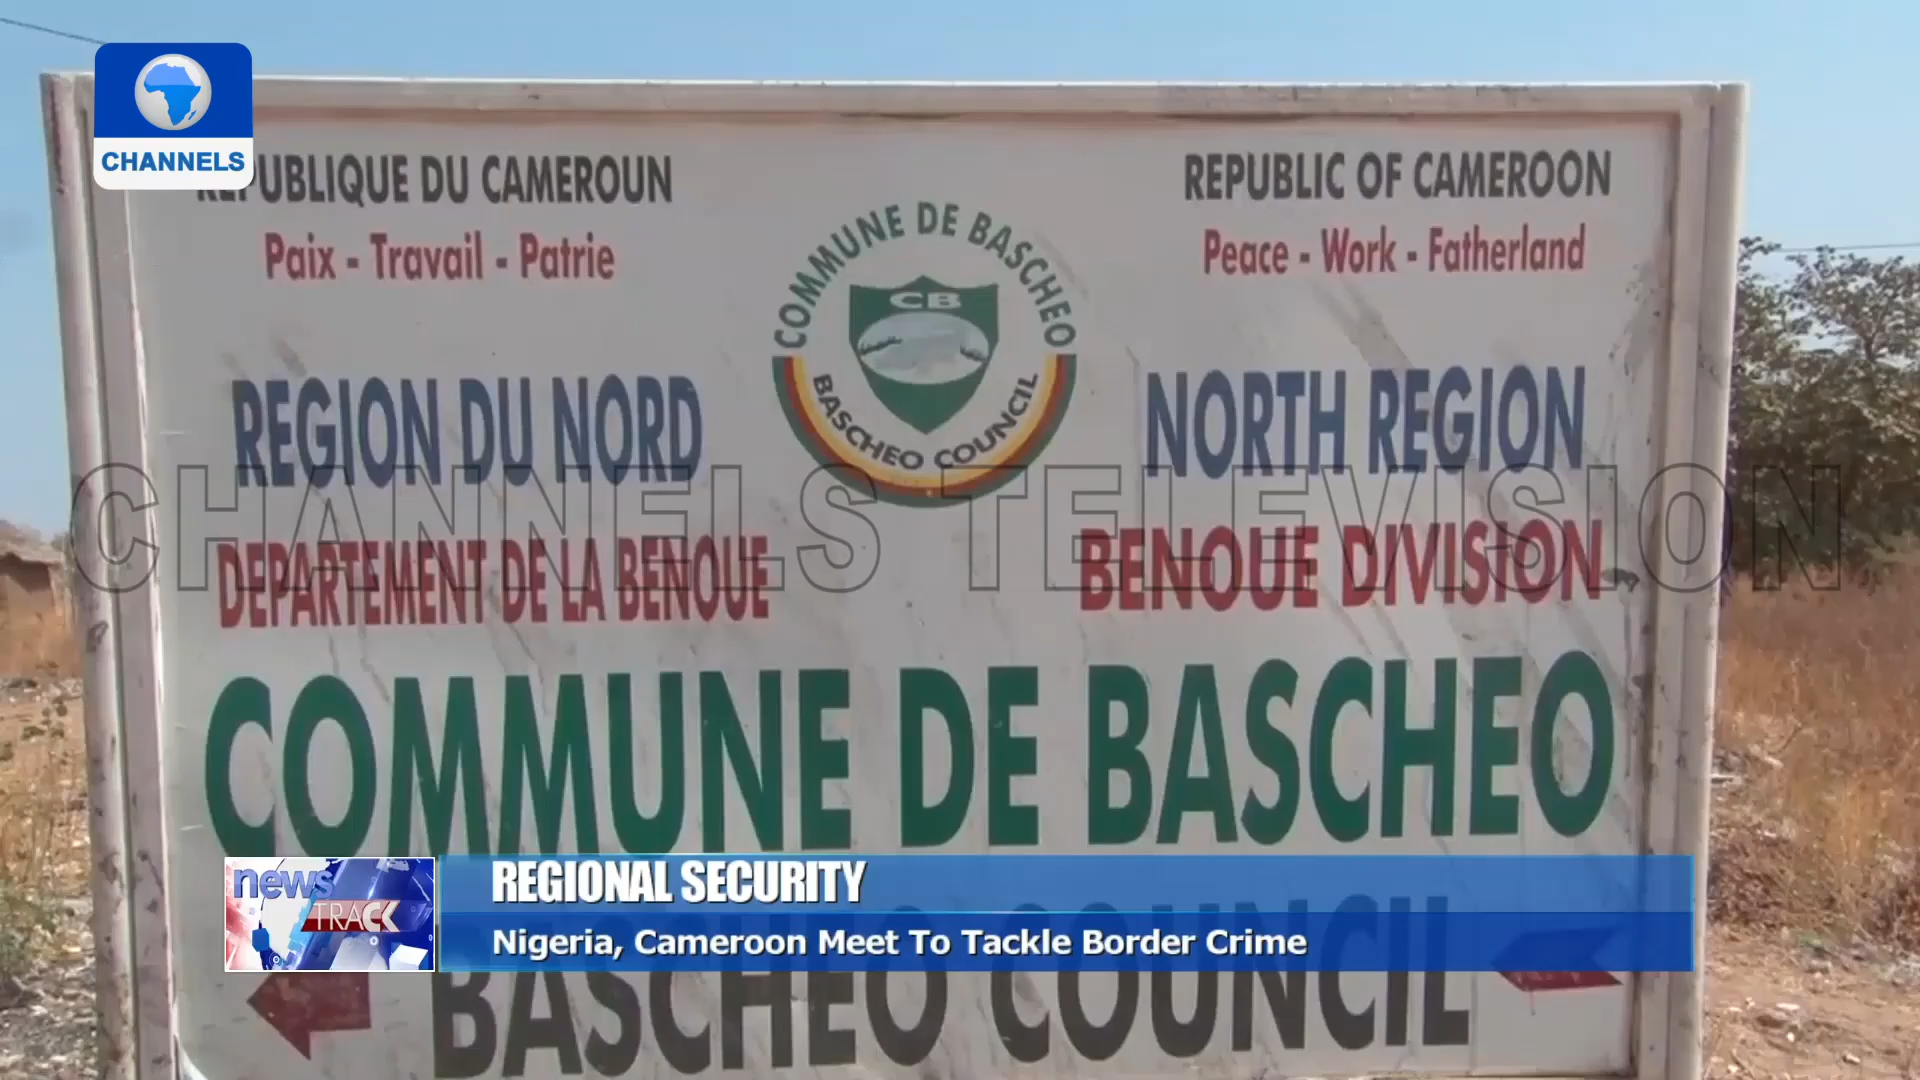 CHANNELS
REPUBLIQUE DU CAMEROUN
Paix - Travail - Patrie
REPUBLIC OF CAMEROON
Peace - Work - Fatherland
COMMUNE DE BASCHEO
CB
BASCHEO COUNCIL
REGION DU NORD
NORTH REGION
CHANNELS TELEVISION
DEPARTEMENT DE LA BENOUE
BENOUE DIVISION
COMMUNE DE BASCHEO
news
TRACK
REGIONAL SECURITY
Nigeria, Cameroon Meet To Tackle Border Crime
BASCHEO COUNCIL